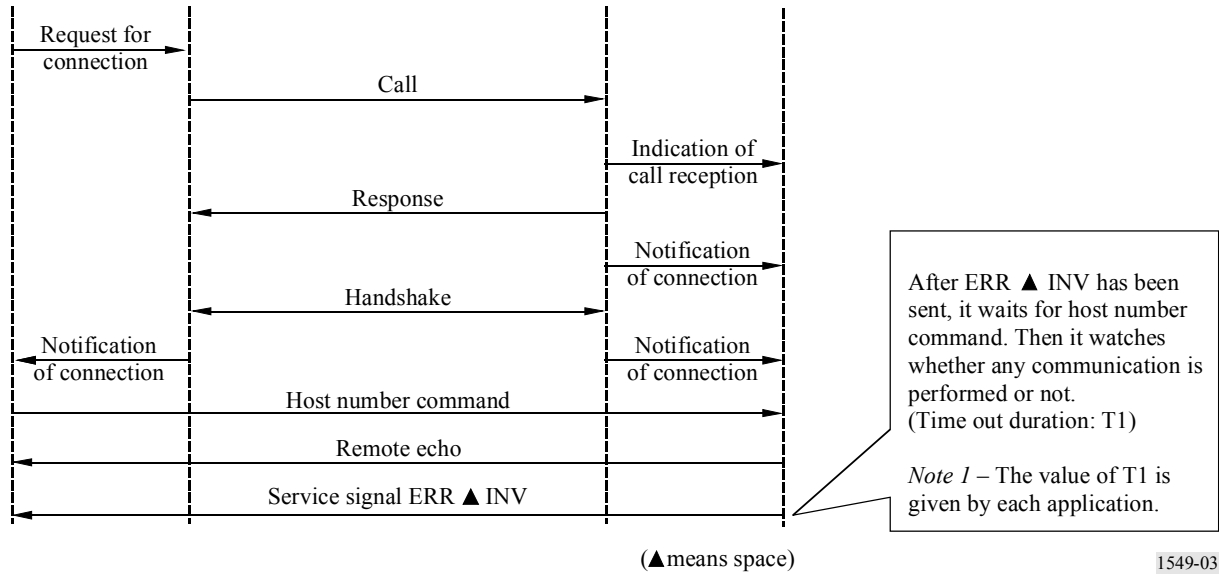 Request for
connection
Call
Indication of
call reception
Response
Notification
of connection
Handshake
Notification
of connection
Notification
of connection
Host number command
Remote echo
Service signal ERR ▲ INV
After ERR ▲ INV has been
sent, it waits for host number
command. Then it watches
whether any communication is
performed or not.
(Time out duration: T1)
Note 1 – The value of T1 is
given by each application.
(▲means space)
1549-03